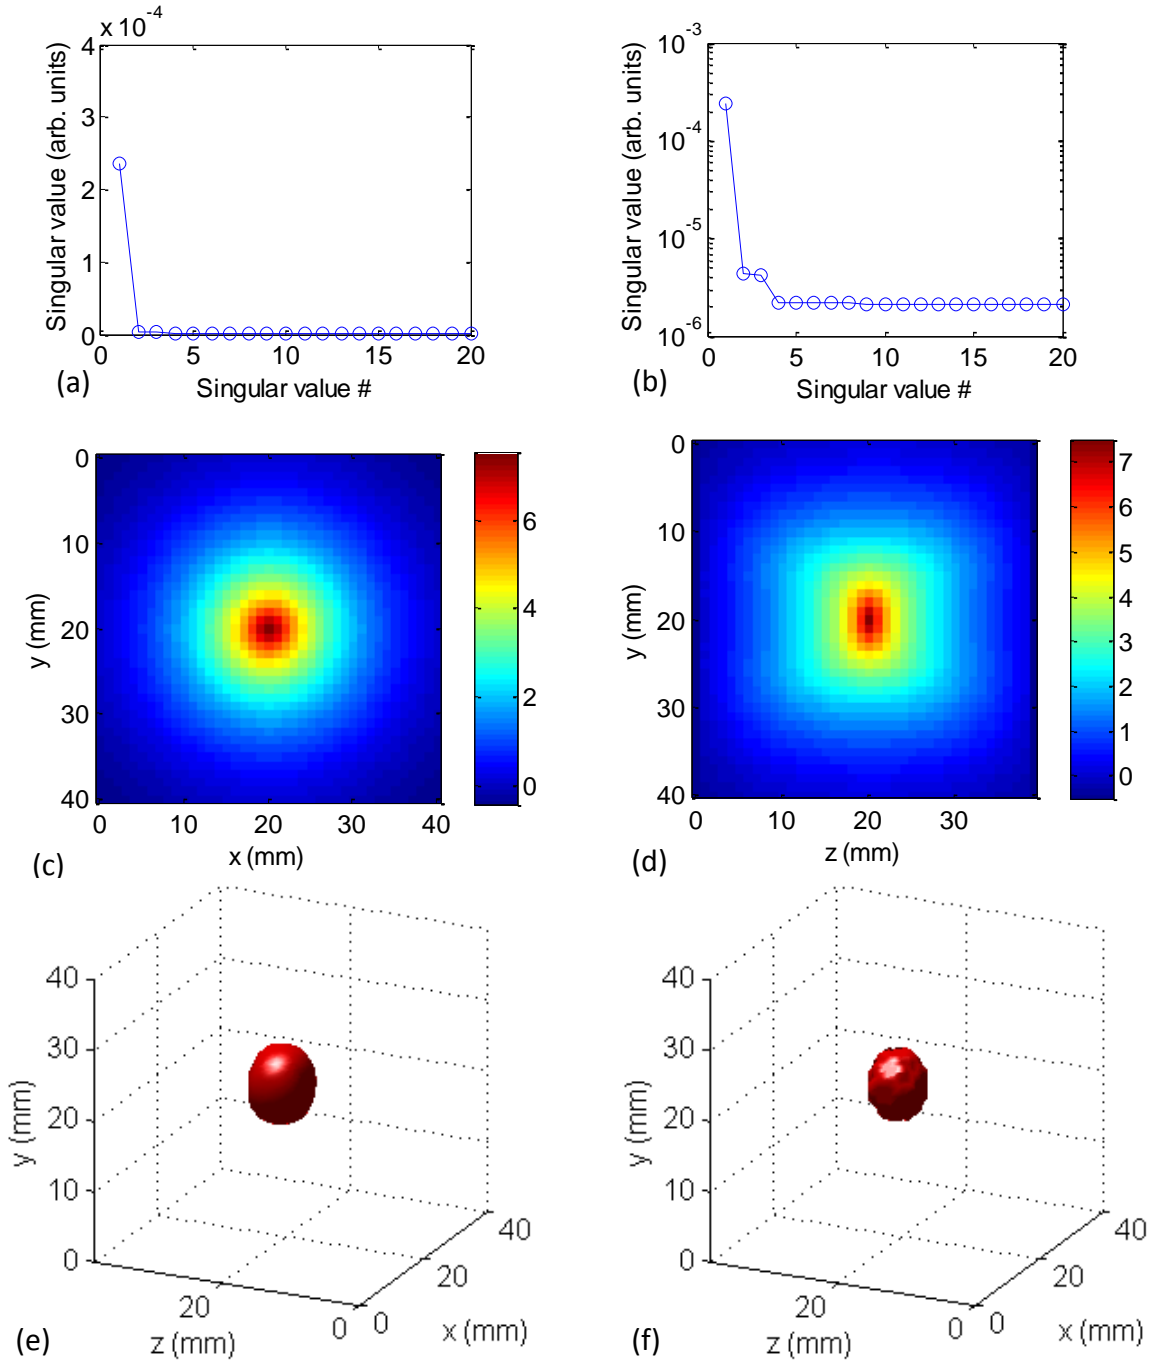 x 10^-4
4
3
2
1
0
Singular value (arb. units)
0 5 10 15 20
Singular value #
(a)
10^-3
10^-4
10^-5
10^-6
Singular value (arb. units)
0 5 10 15 20
Singular value #
(b)
0
10
20
30
40
y (mm)
0 10 20 30 40
x (mm)
6
4
2
0
(c)
0
10
20
30
40
y (mm)
0 10 20 30
z (mm)
7
6
5
4
3
2
1
0
(d)
40
30
20
10
0
y (mm)
20
0
z (mm)
0
20
40
x (mm)
(e)
40
30
20
10
0
y (mm)
20
0
z (mm)
0
20
40
x (mm)
(f)